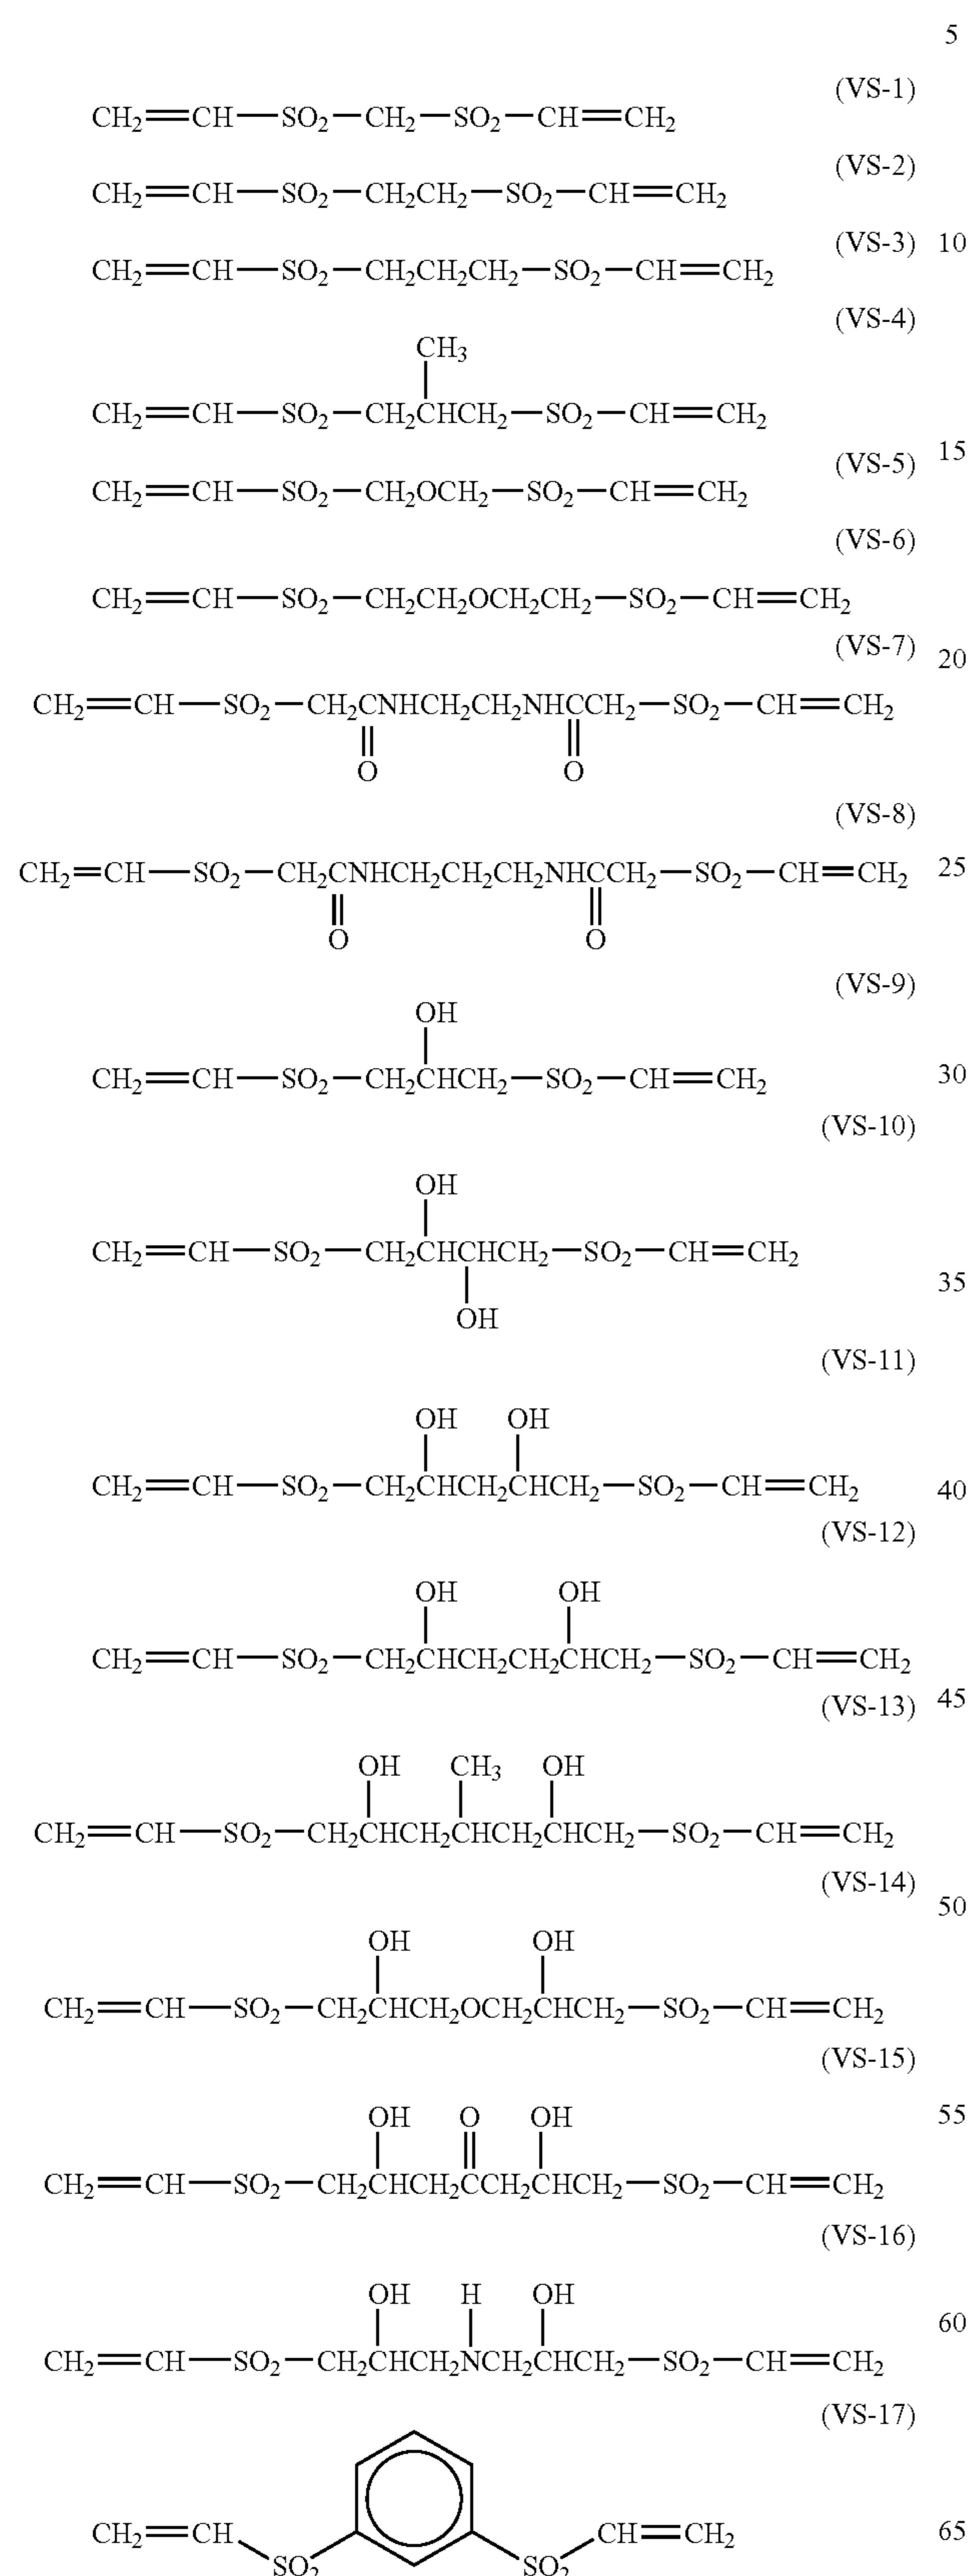 5
(VS-1)
CH₂=CH—SO₂—CH₂—SO₂—CH=CH₂
(VS-2)
CH₂=CH—SO₂—CH₂CH₂—SO₂—CH=CH₂
(VS-3) 10
CH₂=CH—SO₂—CH₂CH₂CH₂—SO₂—CH=CH₂
(VS-4)
CH₃
CH₂=CH—SO₂—CH₂CHCH₂—SO₂—CH=CH₂
(VS-5) 15
CH₂=CH—SO₂—CH₂OCH₂—SO₂—CH=CH₂
(VS-6)
CH₂=CH—SO₂—CH₂CH₂OCH₂CH₂—SO₂—CH=CH₂
(VS-7) 20
CH₂=CH—SO₂—CH₂CNHCH₂CH₂NHCCH₂—SO₂—CH=CH₂
O O
(VS-8)
CH₂=CH—SO₂—CH₂CNHCH₂CH₂CH₂NHCCH₂—SO₂—CH=CH₂ 25
O O
(VS-9)
OH
CH₂=CH—SO₂—CH₂CHCH₂—SO₂—CH=CH₂ 30
(VS-10)
OH
CH₂=CH—SO₂—CH₂CHCHCH₂—SO₂—CH=CH₂
35
OH
(VS-11)
OH OH
CH₂=CH—SO₂—CH₂CHCH₂CHCH₂—SO₂—CH=CH₂ 40
(VS-12)
OH OH
CH₂=CH—SO₂—CH₂CHCH₂CH₂CHCH₂—SO₂—CH=CH₂
(VS-13) 45
OH CH₃ OH
CH₂=CH—SO₂—CH₂CHCH₂CHCH₂CHCH₂—SO₂—CH=CH₂
(VS-14)
50
OH OH
CH₂=CH—SO₂—CH₂CHCH₂OCH₂CHCH₂—SO₂—CH=CH₂
(VS-15)
OH O OH 55
CH₂=CH—SO₂—CH₂CHCH₂CCH₂CHCH₂—SO₂—CH=CH₂
(VS-16)
OH H OH
60
CH₂=CH—SO₂—CH₂CHCH₂NCH₂CHCH₂—SO₂—CH=CH₂
(VS-17)
CH₂=CH CH=CH₂ 65
SO₂ SO₂